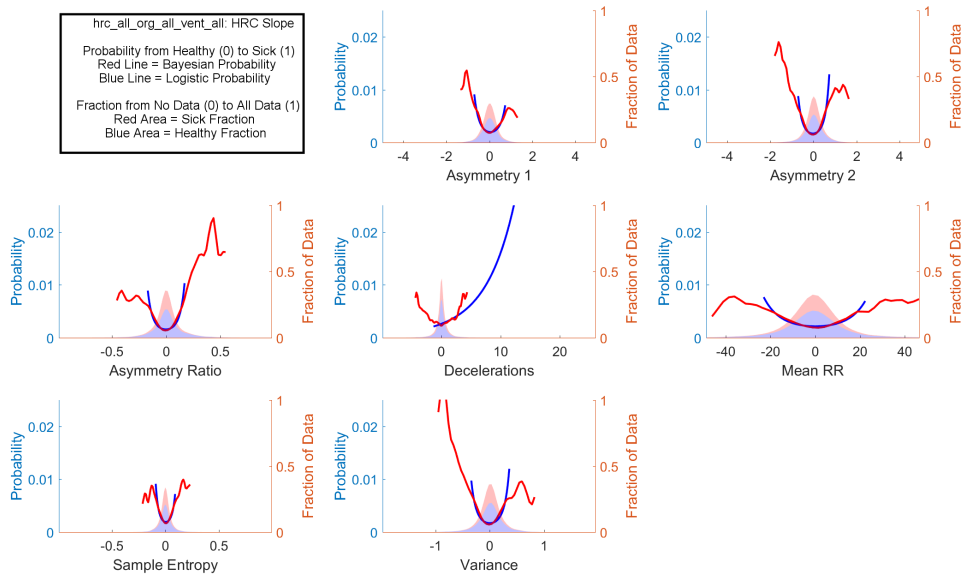 hrc_all_org_all_vent_all: HRC Slope
Probability from Healthy (0) to Sick (1)
Red Line = Bayesian Probability
Blue Line = Logistic Probability
Fraction from No Data (0) to All Data (1)
Red Area = Sick Fraction
Blue Area = Healthy Fraction
0.02
0.01
0
Probability
1
0.5
0
Fraction of Data
-4 -2 0 2 4
Asymmetry 1
0.02
0.01
0
Probability
1
0.5
0
Fraction of Data
-4 -2 0 2 4
Asymmetry 2
0.02
0.01
0
Probability
1
0.5
0
Fraction of Data
-0.5 0 0.5
Asymmetry Ratio
0.02
0.01
0
Probability
1
0.5
0
Fraction of Data
0 10 20
Decelerations
0.02
0.01
0
Probability
1
0.5
0
Fraction of Data
-40 -20 0 20 40
Mean RR
0.02
0.01
0
Probability
1
0.5
0
Fraction of Data
-0.5 0 0.5
Sample Entropy
0.02
0.01
0
Probability
1
0.5
0
Fraction of Data
-1 0 1
Variance